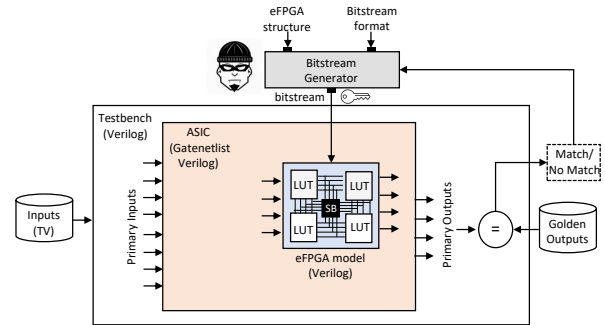 eFPGA
structure
Bitstream
format
Bitstream
Generator
bitstream
Testbench
(Verilog)
ASIC
(Gatenetlist
Verilog)
Match/
No Match
LUT
LUT
SB
LUT
LUT
eFPGA model
(Verilog)
Inputs
(TV)
Primary Inputs
Primary Outputs
=
Golden
Outputs